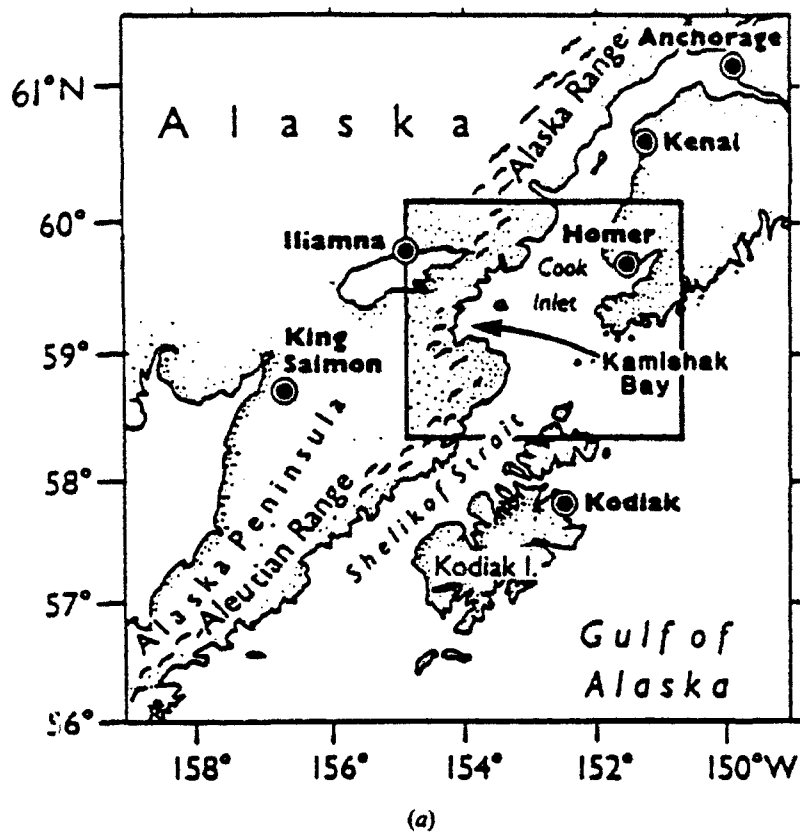 Anchorage
61°N
Alaska Range
Alaska
Kenai
60°
Iliamna
Homer
Cook
Inlet
59°
King
Salmon
Kamishak
Bay
58°
Alaska Peninsula
Aleutian Range
Shelikof Strait
Kodiak
Kodiak I.
57°
Gulf of
Alaska
56°
158°
156°
154°
152°
150°W
(a)